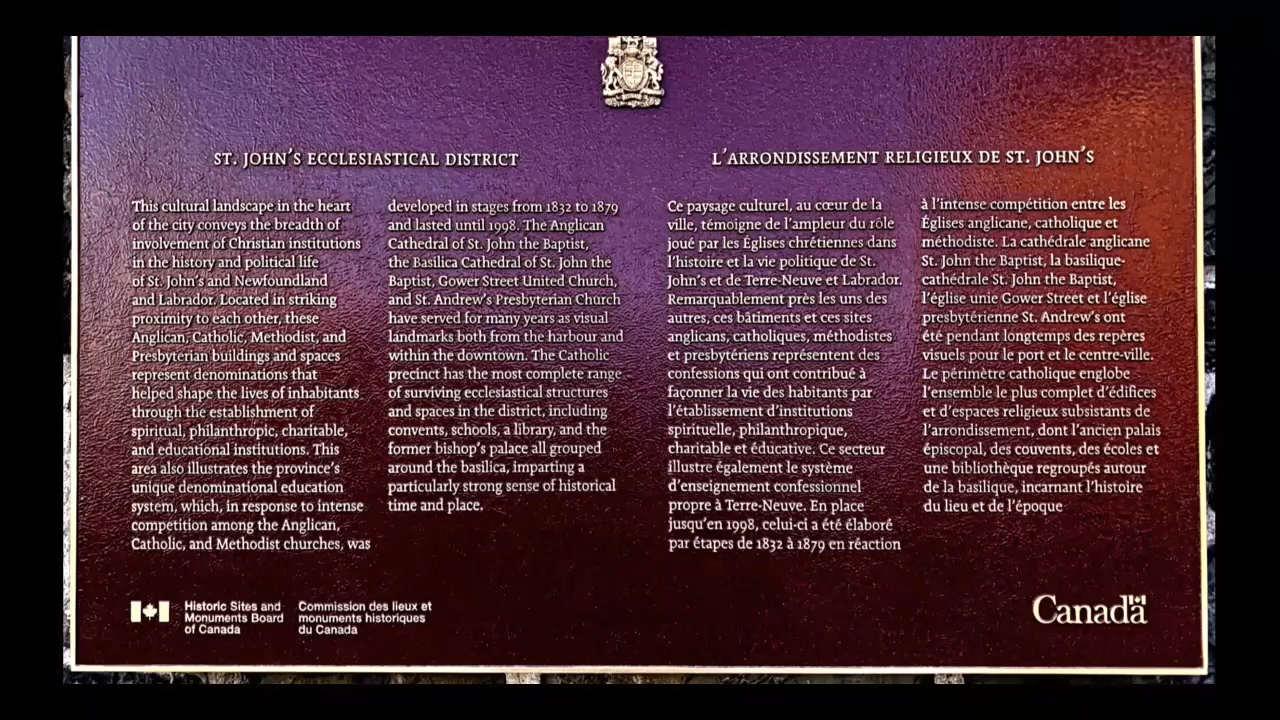 ST. JOHN'S ECCLESIASTICAL DISTRICT
This cultural landscape in the heart
of the city conveys the breadth of
involvement of Christian institutions
in the history and political life
of St. John's and Newfoundland
and Labrador. Located in striking
proximity to each other, these
Anglican, Catholic, Methodist, and
Presbyterian buildings and spaces
represent denominations that
helped shape the lives of inhabitants
through the establishment of
spiritual, philanthropic, charitable,
and educational institutions. This
area also illustrates the province's
unique denominational education
system, which, in response to intense
competition among the Anglican,
Catholic, and Methodist churches, was
developed in stages from 1832 to 1879
and lasted until 1998. The Anglican
Cathedral of St. John the Baptist,
the Basilica Cathedral of St. John the
Baptist, Gower Street United Church,
and St. Andrew's Presbyterian Church
have served for many years as visual
landmarks both from the harbour and
within the downtown. The Catholic
precinct has the most complete range
of surviving ecclesiastical structures
and spaces in the district, including
convents, schools, a library, and the
former bishop's palace all grouped
around the basilica, imparting a
particularly strong sense of historical
time and place.
L'ARRONDISSEMENT RELIGIEUX DE ST. JOHN'S
Ce paysage culturel, au cœur de la
ville, témoigne de l'ampleur du rôle
joué par les Églises chrétiennes dans
l'histoire et la vie politique de St.
John's et de Terre-Neuve et Labrador.
Remarquablement près les uns des
autres, ces bâtiments et ces sites
anglicans, catholiques, méthodistes
et presbytériens représentent des
confessions qui ont contribué à
façonner la vie des habitants par
l'établissement d'institutions
spirituelle, philanthropique,
charitable et éducative. Ce secteur
illustre également le système
d'enseignement confessionnel
propre à Terre-Neuve. En place
jusqu'en 1998, celui-ci a été élaboré
par étapes de 1832 à 1879 en réaction
à l'intense compétition entre les
Églises anglicane, catholique et
méthodiste. La cathédrale anglicane
St. John the Baptist, la basilique-
cathédrale St. John the Baptist,
l'église unie Gower Street et l'église
presbytérienne St. Andrew's ont
été pendant longtemps des repères
visuels pour le port et le centre-ville.
Le périmètre catholique englobe
l'ensemble le plus complet d'édifices
et d'espaces religieux subsistants de
l'arrondissement, dont l'ancien palais
épiscopal, des couvents, des écoles et
une bibliothèque regroupés autour
de la basilique, incarnant l'histoire
du lieu et de l'époque
Historic Sites and
Monuments Board
of Canada
Commission des lieux et
monuments historiques
du Canada
Canada